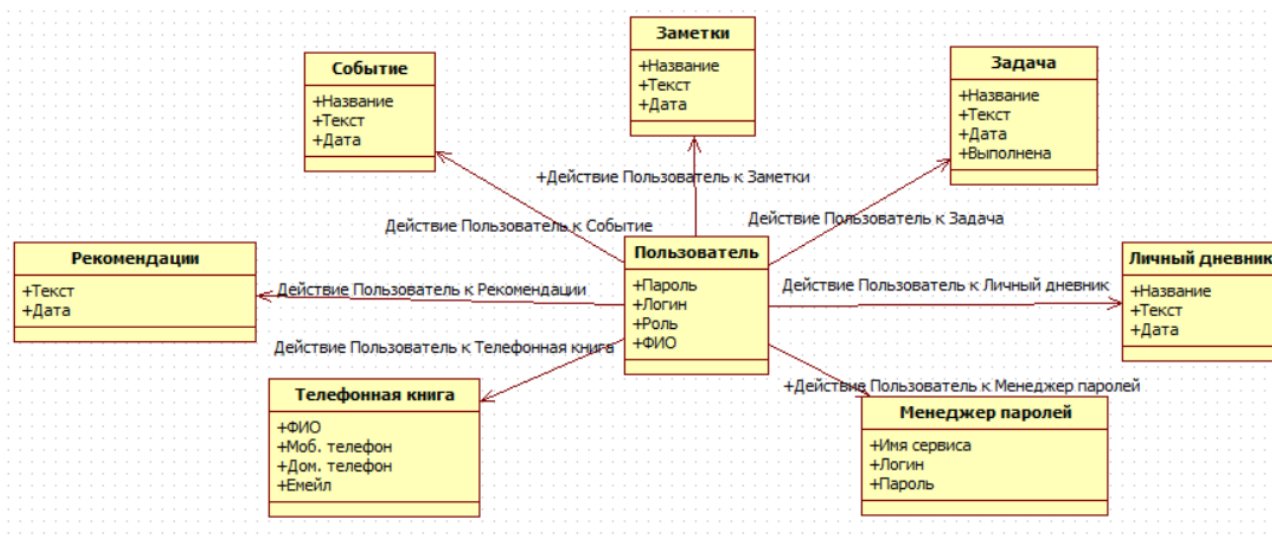 Заметки
+Название
+Текст
+Дата
Событие
+Название
+Текст
+Дата
Задача
+Название
+Текст
+Дата
+Выполнена
+Действие Пользователь к Заметки
Действие Пользователь к Событие
Действие Пользователь к Задача
Рекомендации
+Текст
+Дата
Действие Пользователь к Рекомендации
Пользователь
+Пароль
+Логин
+Роль
+ФИО
Действие Пользователь к Личный дневник
Личный дневник
+Название
+Текст
+Дата
Действие Пользователь к Телефонная книга
Телефонная книга
+ФИО
+Моб. телефон
+Дом. телефон
+Емейл
+Действие Пользователь к Менеджер паролей
Менеджер паролей
+Имя сервиса
+Логин
+Пароль